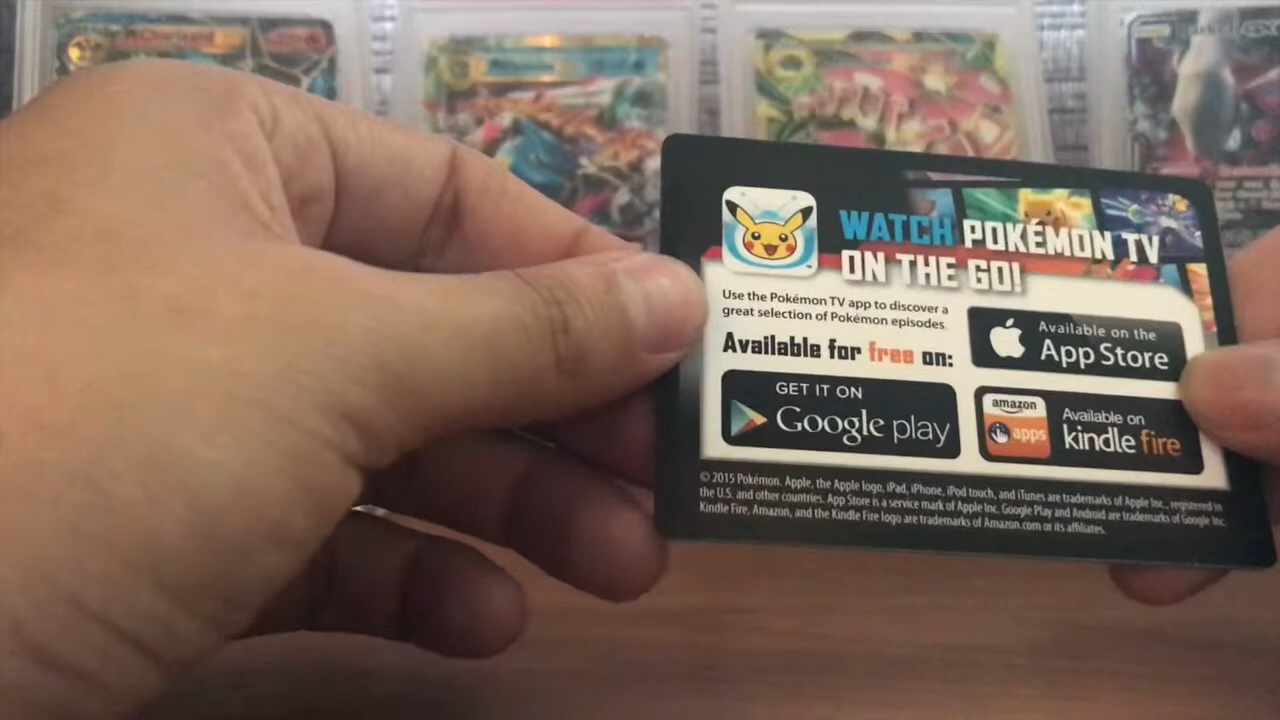 WATCH POKÉMON TV
ON THE GO!
Use the Pokémon TV app to discover a
great selection of Pokémon episodes.
Available for free on:
Available on the
App Store
GET IT ON
Google play
amazon
apps
Available on
kindle fire
© 2015 Pokémon. Apple, the Apple logo, iPad, iPhone, iPod touch, and iTunes are trademarks of Apple Inc., registered in
the U.S. and other countries. App Store is a service mark of Apple Inc. Google Play and Android are trademarks of Google Inc.
Kindle Fire, Amazon, and the Kindle Fire logo are trademarks of Amazon.com or its affiliates.